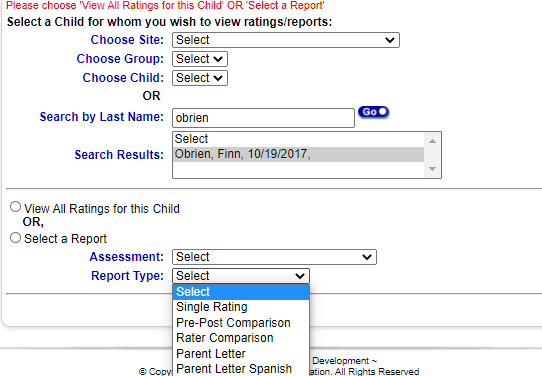 Please choose 'View All Ratings for this Child' OR 'Select a Report'
Select a Child for whom you wish to view ratings/reports:
Choose Site: Select
Choose Group: Select
Choose Child: Select
OR
Search by Last Name: obrien Go
Select
Search Results: Obrien, Finn, 10/19/2017,
View All Ratings for this Child
OR,
Select a Report
Assessment: Select
Report Type: Select
Select
Single Rating
Pre-Post Comparison
Rater Comparison
Parent Letter Development ~
Parent Letter Spanish
© Copy ation. All Rights Reserved